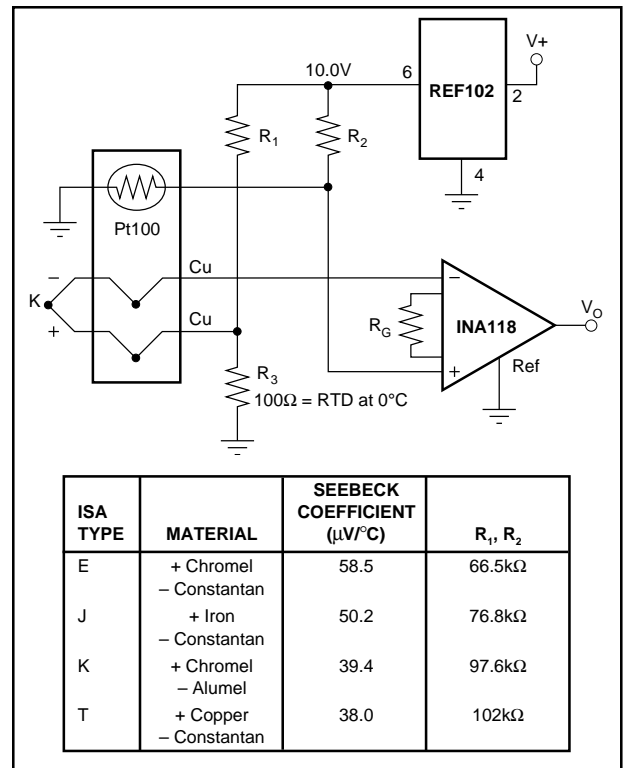 V+
10.0V
6
REF102
2
R1
R2
4
Pt100
−
Cu
K
+
Cu
−
RG
INA118
VO
+
Ref
R3
100Ω = RTD at 0°C
ISA TYPE MATERIAL SEEBECK COEFFICIENT (μV/°C) R1, R2
E + Chromel 58.5 66.5kΩ
– Constantan
J + Iron 50.2 76.8kΩ
– Constantan
K + Chromel 39.4 97.6kΩ
– Alumel
T + Copper 38.0 102kΩ
– Constantan